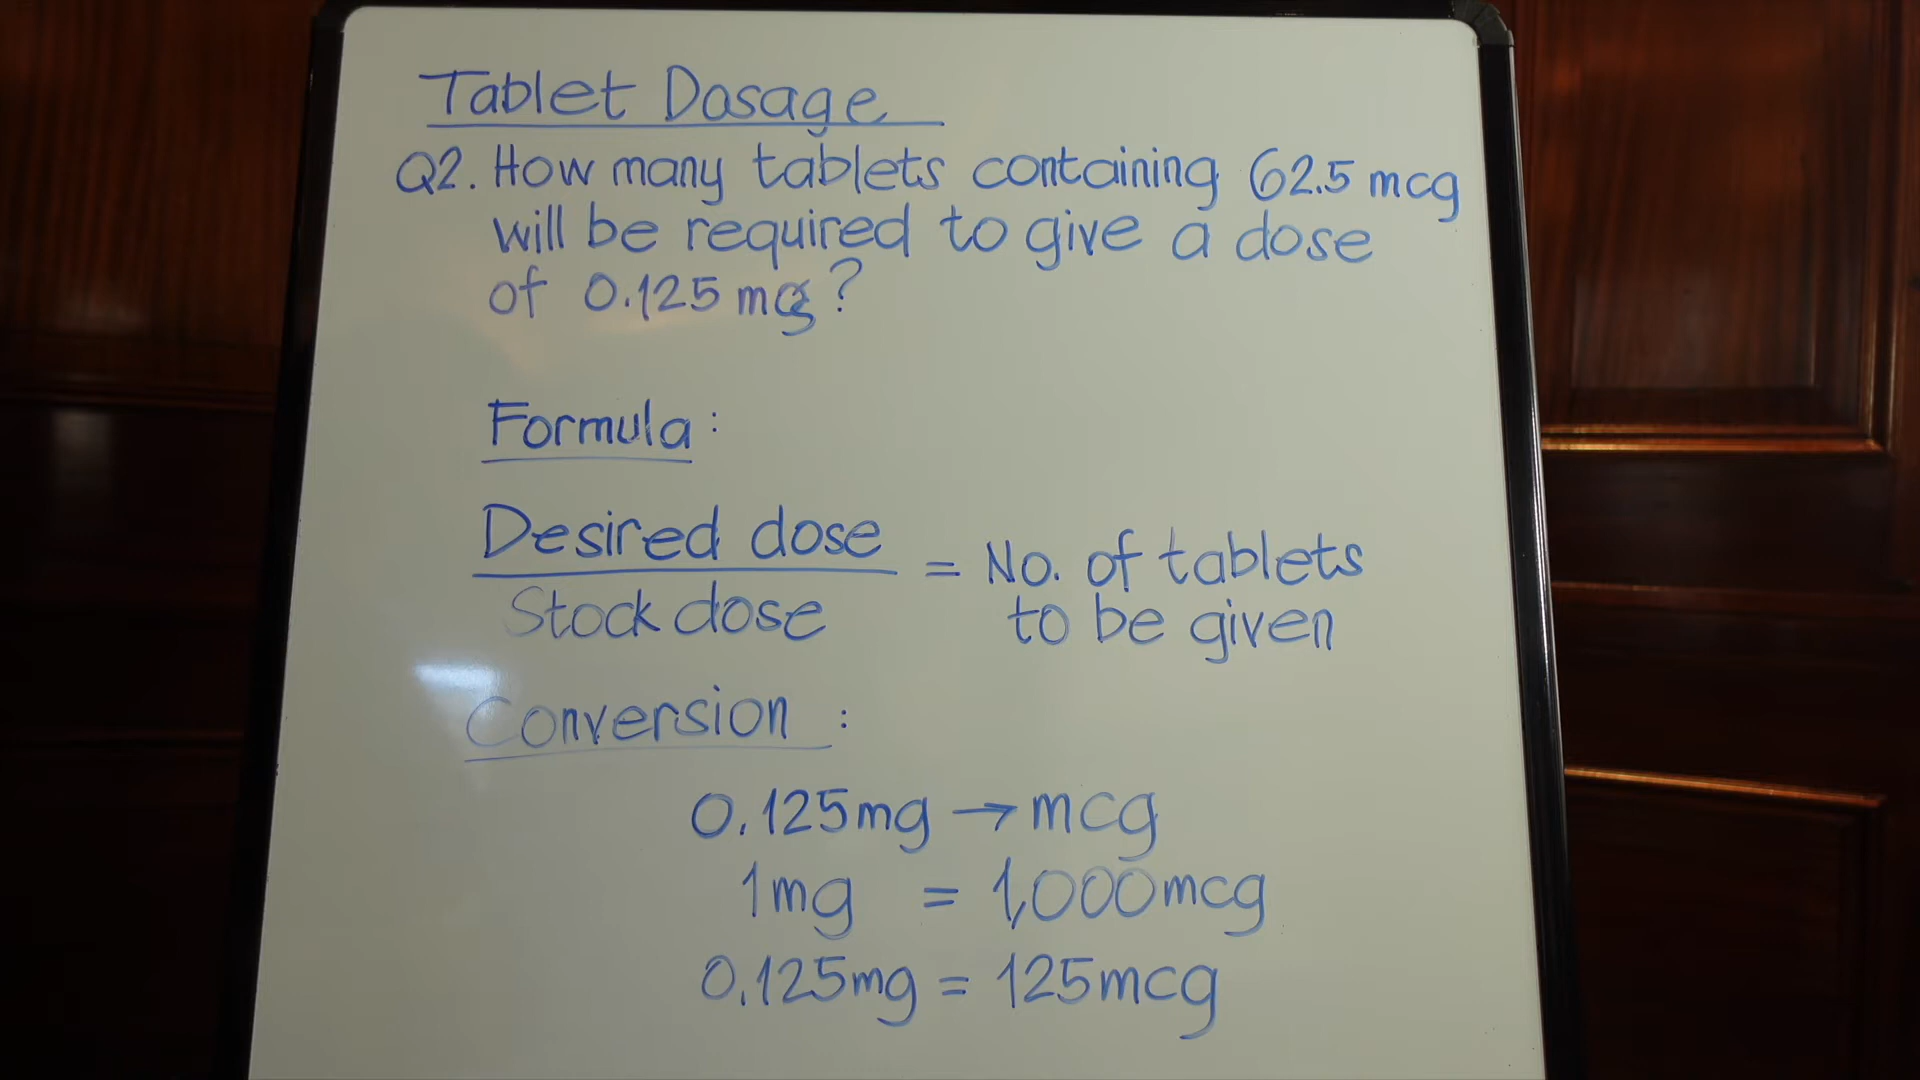 Tablet Dosage
Q2. How many tablets containing 62.5 mcg
will be required to give a dose
of 0.125 mg?
Formula:
Desired dose
Stock dose
= No. of tablets
to be given
Conversion:
0.125mg → mcg
1mg = 1,000mcg
0.125mg = 125mcg